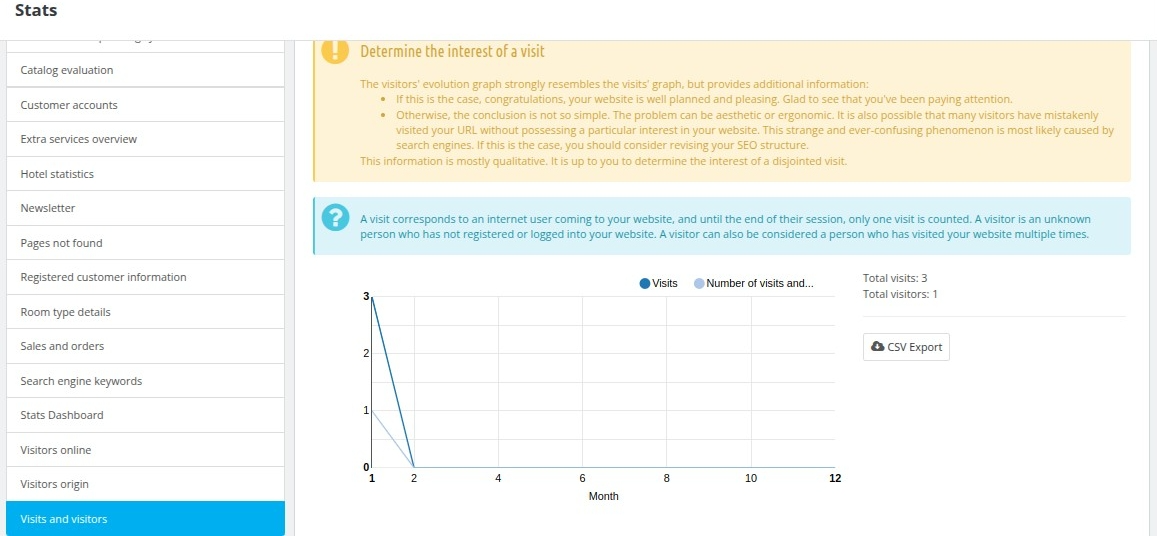 Stats
Catalog evaluation
Customer accounts
Extra services overview
Hotel statistics
Newsletter
Pages not found
Registered customer information
Room type details
Sales and orders
Search engine keywords
Stats Dashboard
Visitors online
Visitors origin
Visits and visitors
Determine the interest of a visit
The visitors' evolution graph strongly resembles the visits' graph, but provides additional information:
If this is the case, congratulations, your website is well planned and pleasing. Glad to see that you've been paying attention.
Otherwise, the conclusion is not so simple. The problem can be aesthetic or ergonomic. It is also possible that many visitors have mistakenly
visited your URL without possessing a particular interest in your website. This strange and ever-confusing phenomenon is most likely caused by
search engines. If this is the case, you should consider revising your SEO structure.
This information is mostly qualitative. It is up to you to determine the interest of a disjointed visit.
A visit corresponds to an internet user coming to your website, and until the end of their session, only one visit is counted. A visitor is an unknown
person who has not registered or logged into your website. A visitor can also be considered a person who has visited your website multiple times.
Visits Number of visits and...
3
2
1
0
1 2 4 6 8 10 12
Month
Total visits: 3
Total visitors: 1
CSV Export